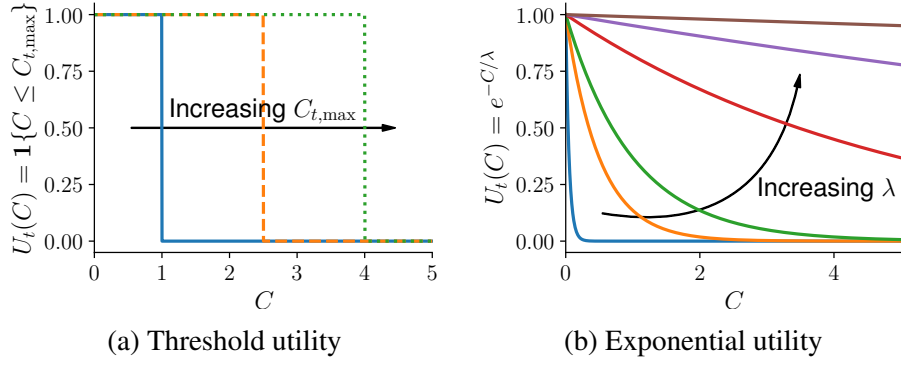 U_t(C) = 1{C ≤ C_{t,max}}
1.00
0.75
0.50
0.25
0.00
Increasing C_{t,max}
0 1 2 3 4 5
C
(a) Threshold utility
U_t(C) = e^{-C/λ}
1.00
0.75
0.50
0.25
0.00
Increasing λ
0 2 4
C
(b) Exponential utility